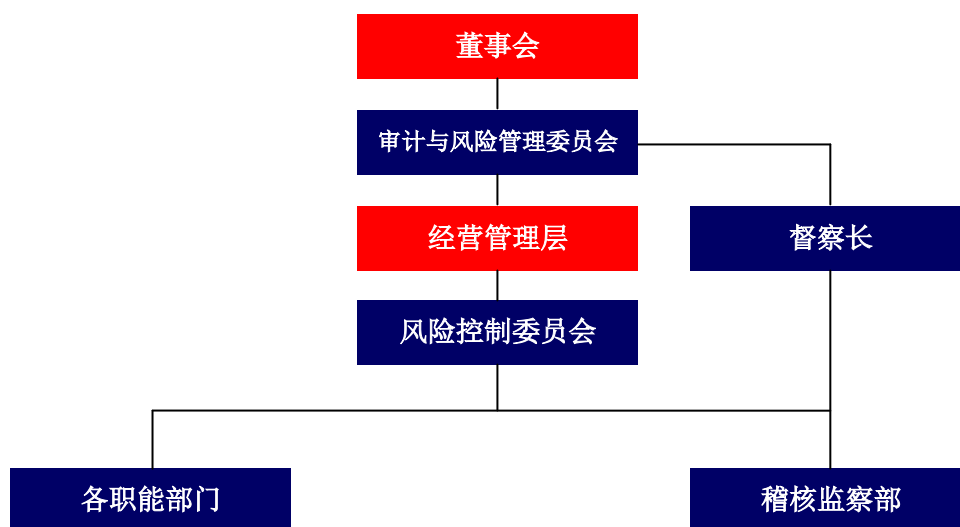 董事会
审计与风险管理委员会
经营管理层
督察长
风险控制委员会
各职能部门
稽核监察部